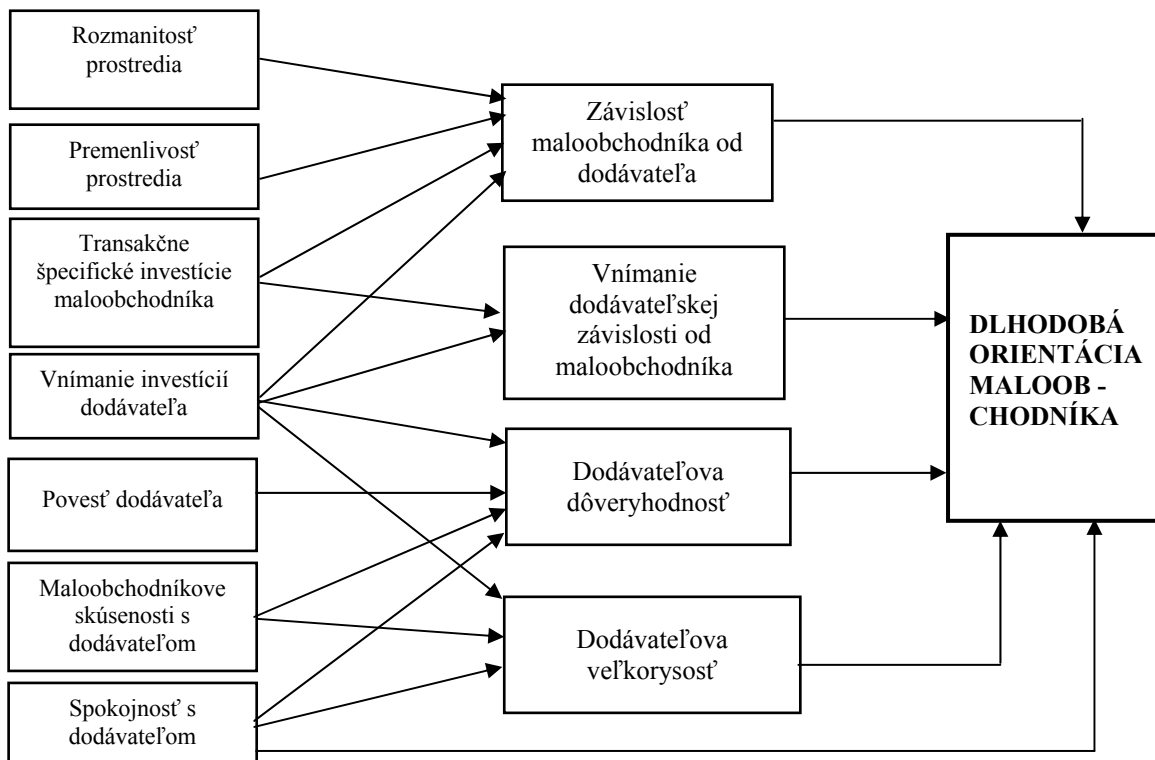 Rozmanitosť
prostredia
Premenlivosť
prostredia
Transakčne
špecifické investície
maloobchodníka
Vnímanie investícií
dodávateľa
Povesť dodávateľa
Maloobchodníkove
skúsenosti s
dodávateľom
Spokojnosť s
dodávateľom
Závislosť
maloobchodníka od
dodávateľa
Vnímanie
dodávateľskej
závislosti od
maloobchodníka
Dodávateľova
dôveryhodnosť
Dodávateľova
veľkorysosť
DLHODOBÁ
ORIENTÁCIA
MALOOB -
CHODNÍKA